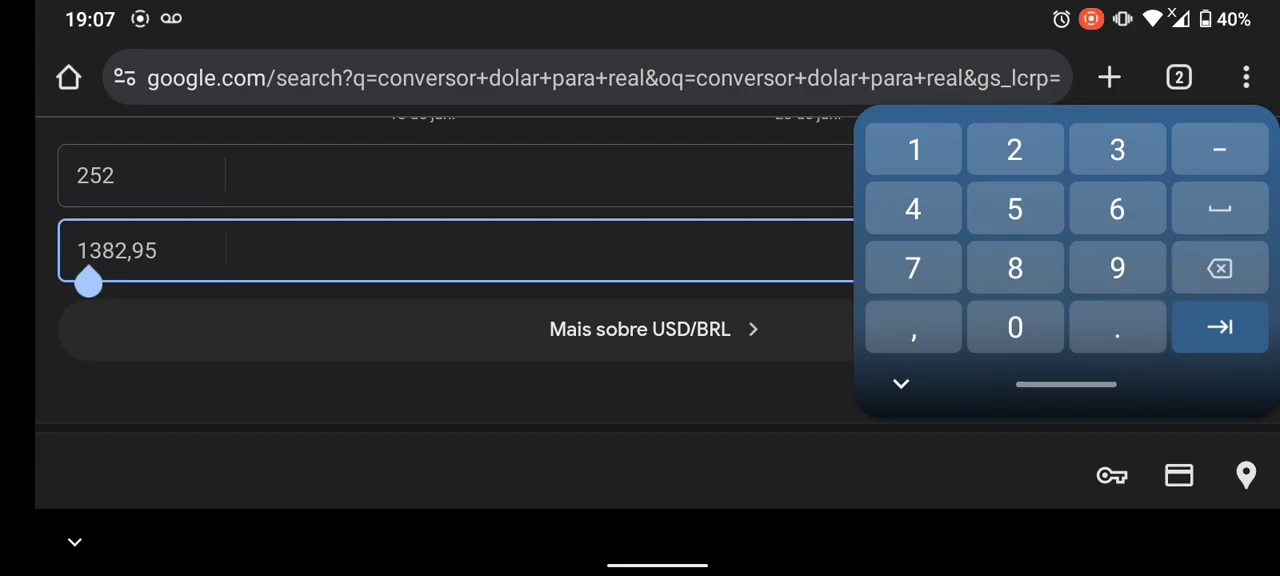 19:07
40%
google.com/search?q=conversor+dolar+para+real&oq=conversor+dolar+para+real&gs_lcrp=
2
252
1382,95
Mais sobre USD/BRL
1 2 3 -
4 5 6
7 8 9
, 0 .